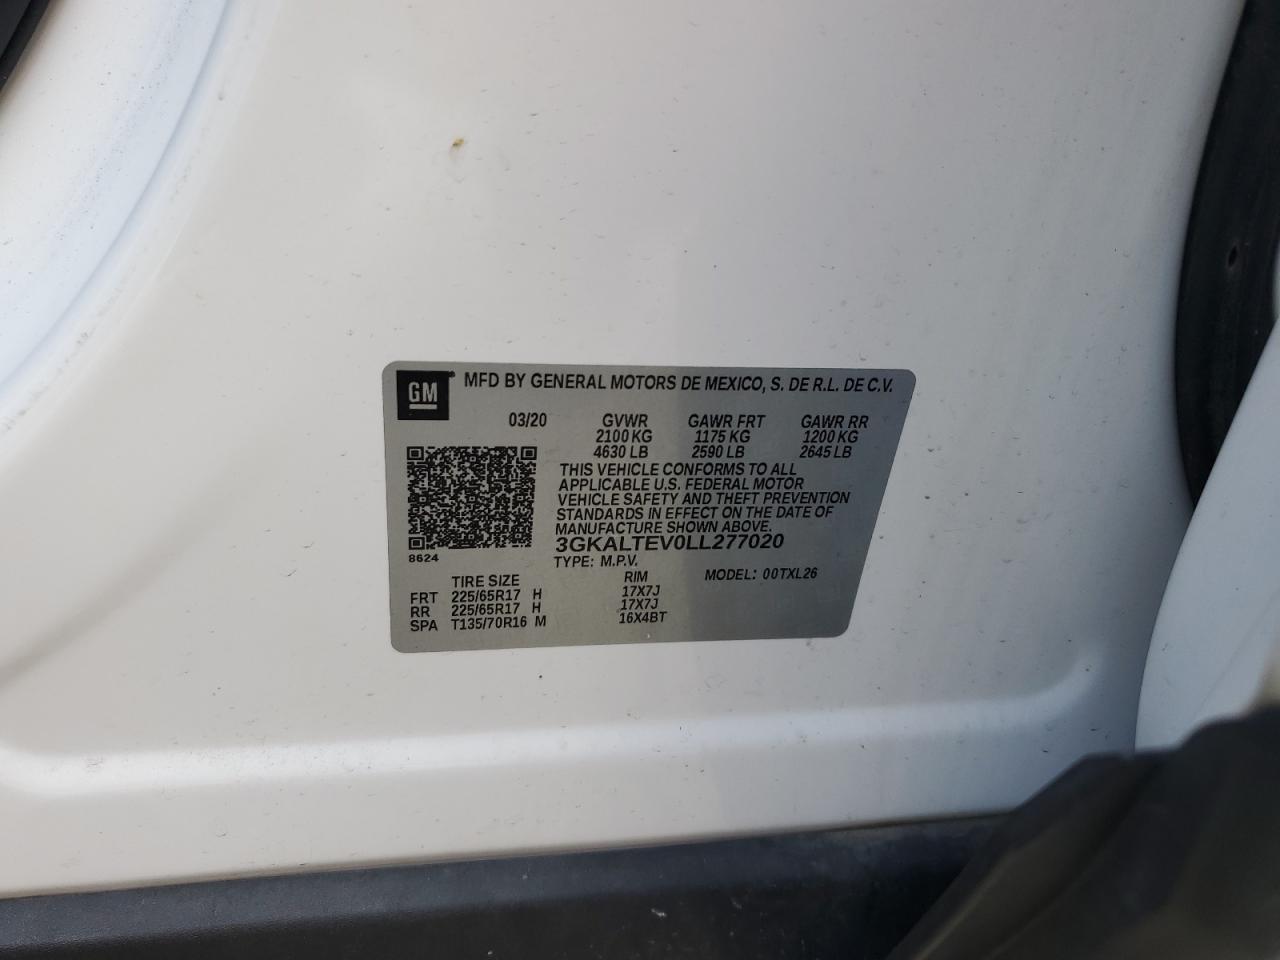 GM MFD BY GENERAL MOTORS DE MEXICO, S. DE R.L. DE C.V.
03/20 GVWR GAWR FRT GAWR RR
2100 KG 1175 KG 1200 KG
4630 LB 2590 LB 2645 LB
THIS VEHICLE CONFORMS TO ALL
APPLICABLE U.S. FEDERAL MOTOR
VEHICLE SAFETY AND THEFT PREVENTION
STANDARDS IN EFFECT ON THE DATE OF
MANUFACTURE SHOWN ABOVE.
3GKALTEV0LL277020
8624
TYPE: M.P.V. MODEL: 00TXL26
TIRE SIZE RIM
FRT 225/65R17 H 17X7J
RR 225/65R17 H 17X7J
SPA T135/70R16 M 16X4BT